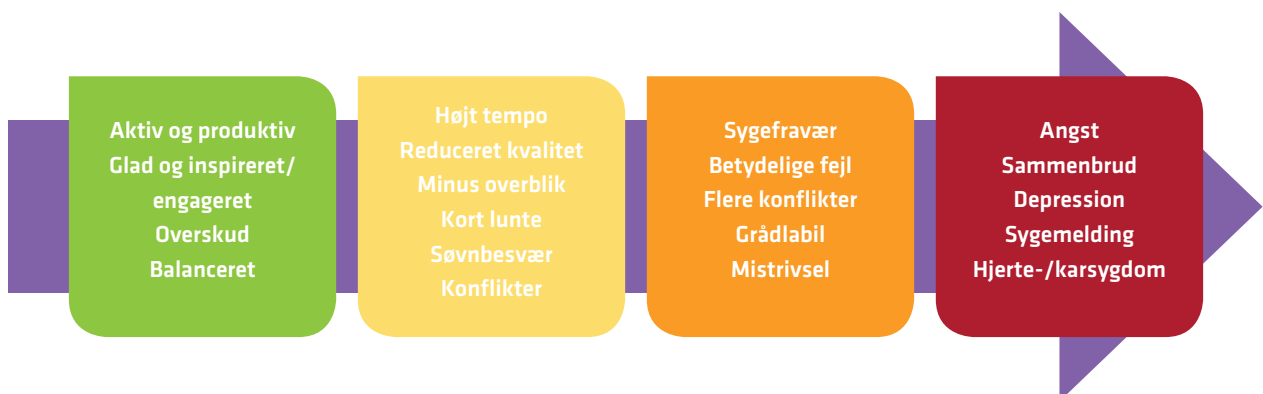 Aktiv og produktiv
Glad og inspireret/
engageret
Overskud
Balanceret
Højt tempo
Reduceret kvalitet
Minus overblik
Kort lunte
Søvnbesvær
Konflikter
Sygefravær
Betydelige fejl
Flere konflikter
Grådlabil
Mistrivsel
Angst
Sammenbrud
Depression
Sygemelding
Hjerte-/karsygdom